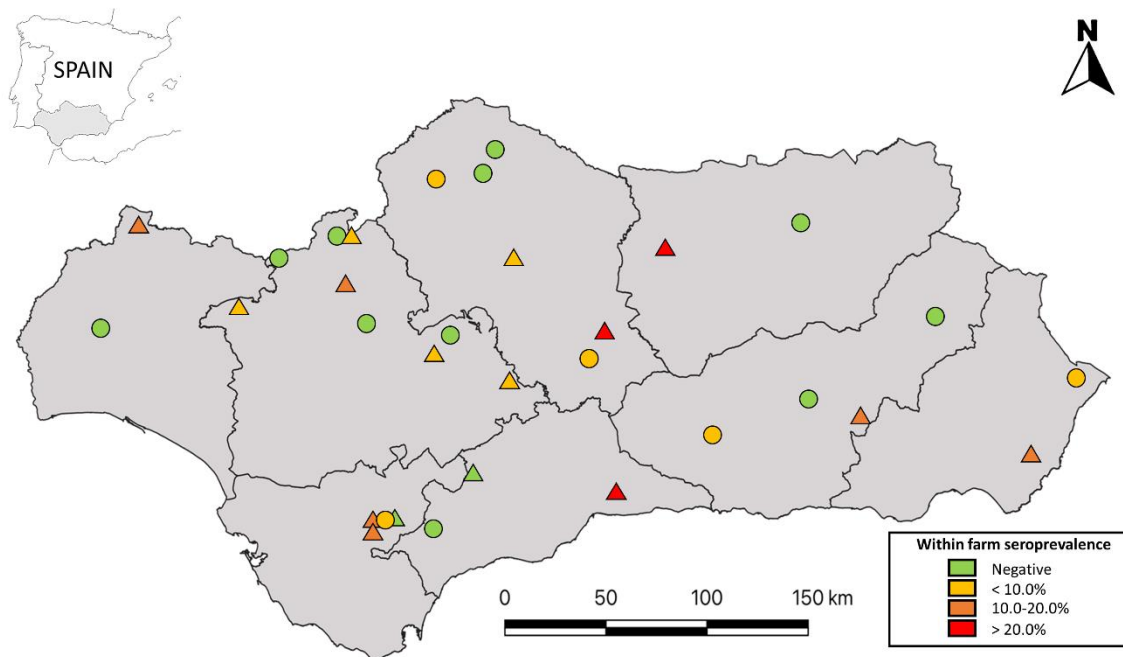 N
SPAIN
Within farm seroprevalence
Negative
< 10.0%
10.0-20.0%
> 20.0%
0 50 100 150 km